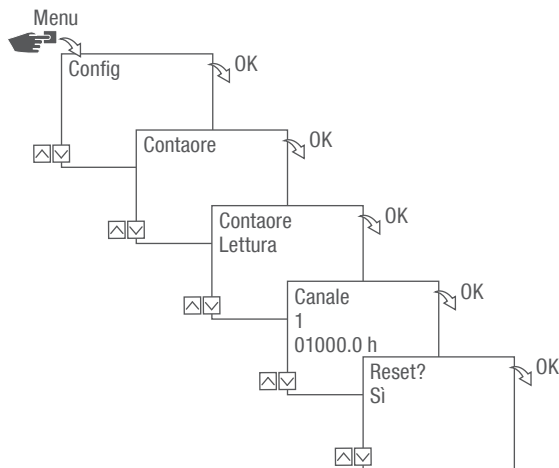 Menu
Config
OK
Contaore
OK
Contaore
Lettura
OK
Canale
1
01000.0 h
OK
Reset?
Sì
OK